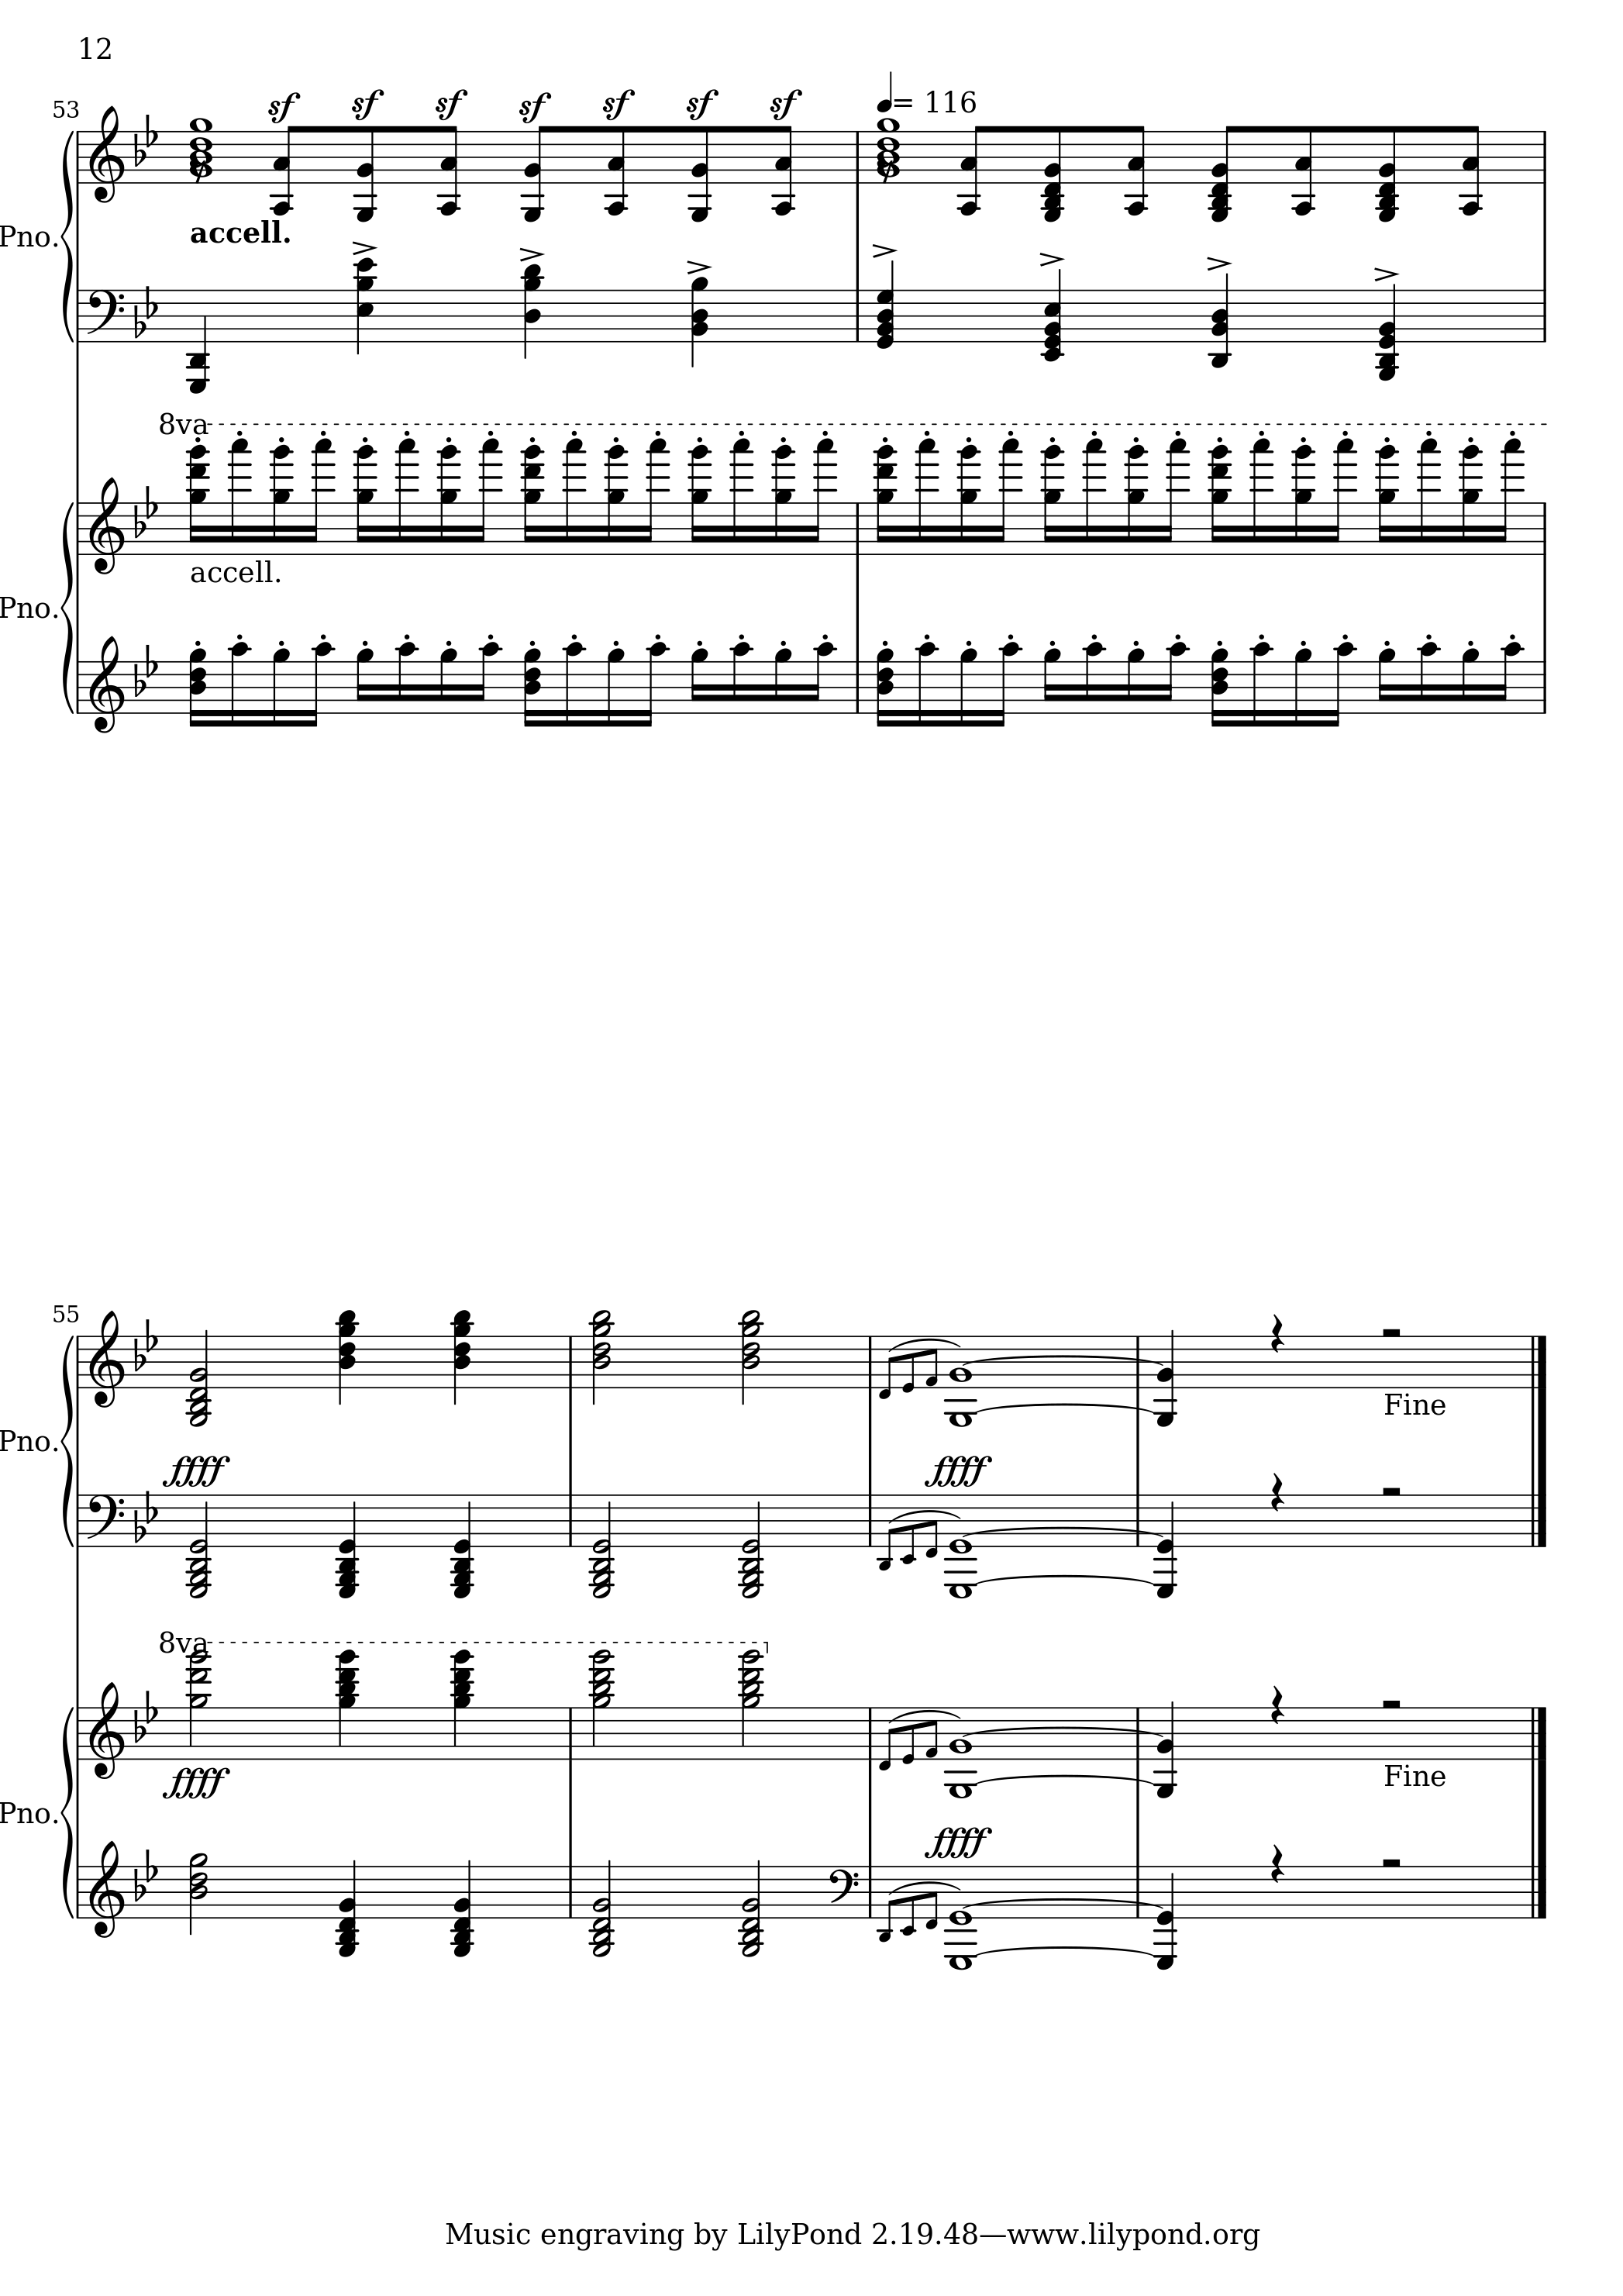 12
53
sf sf sf sf sf sf sf
= 116
Pno.
accell.
8va
accell.
Pno.
55
Pno.
Fine
ffff
ffff
8va
ffff
Fine
Pno.
ffff
Music engraving by LilyPond 2.19.48—www.lilypond.org